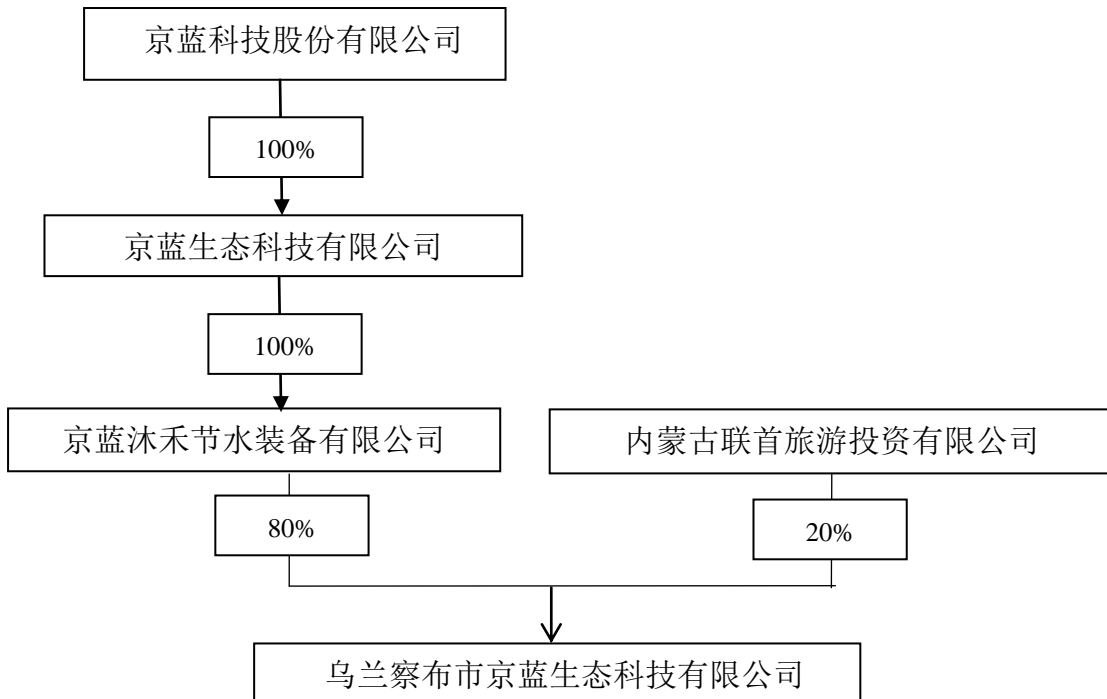 京蓝科技股份有限公司
100%
京蓝生态科技有限公司
100%
京蓝沐禾节水装备有限公司
内蒙古联首旅游投资有限公司
80%
20%
乌兰察布市京蓝生态科技有限公司